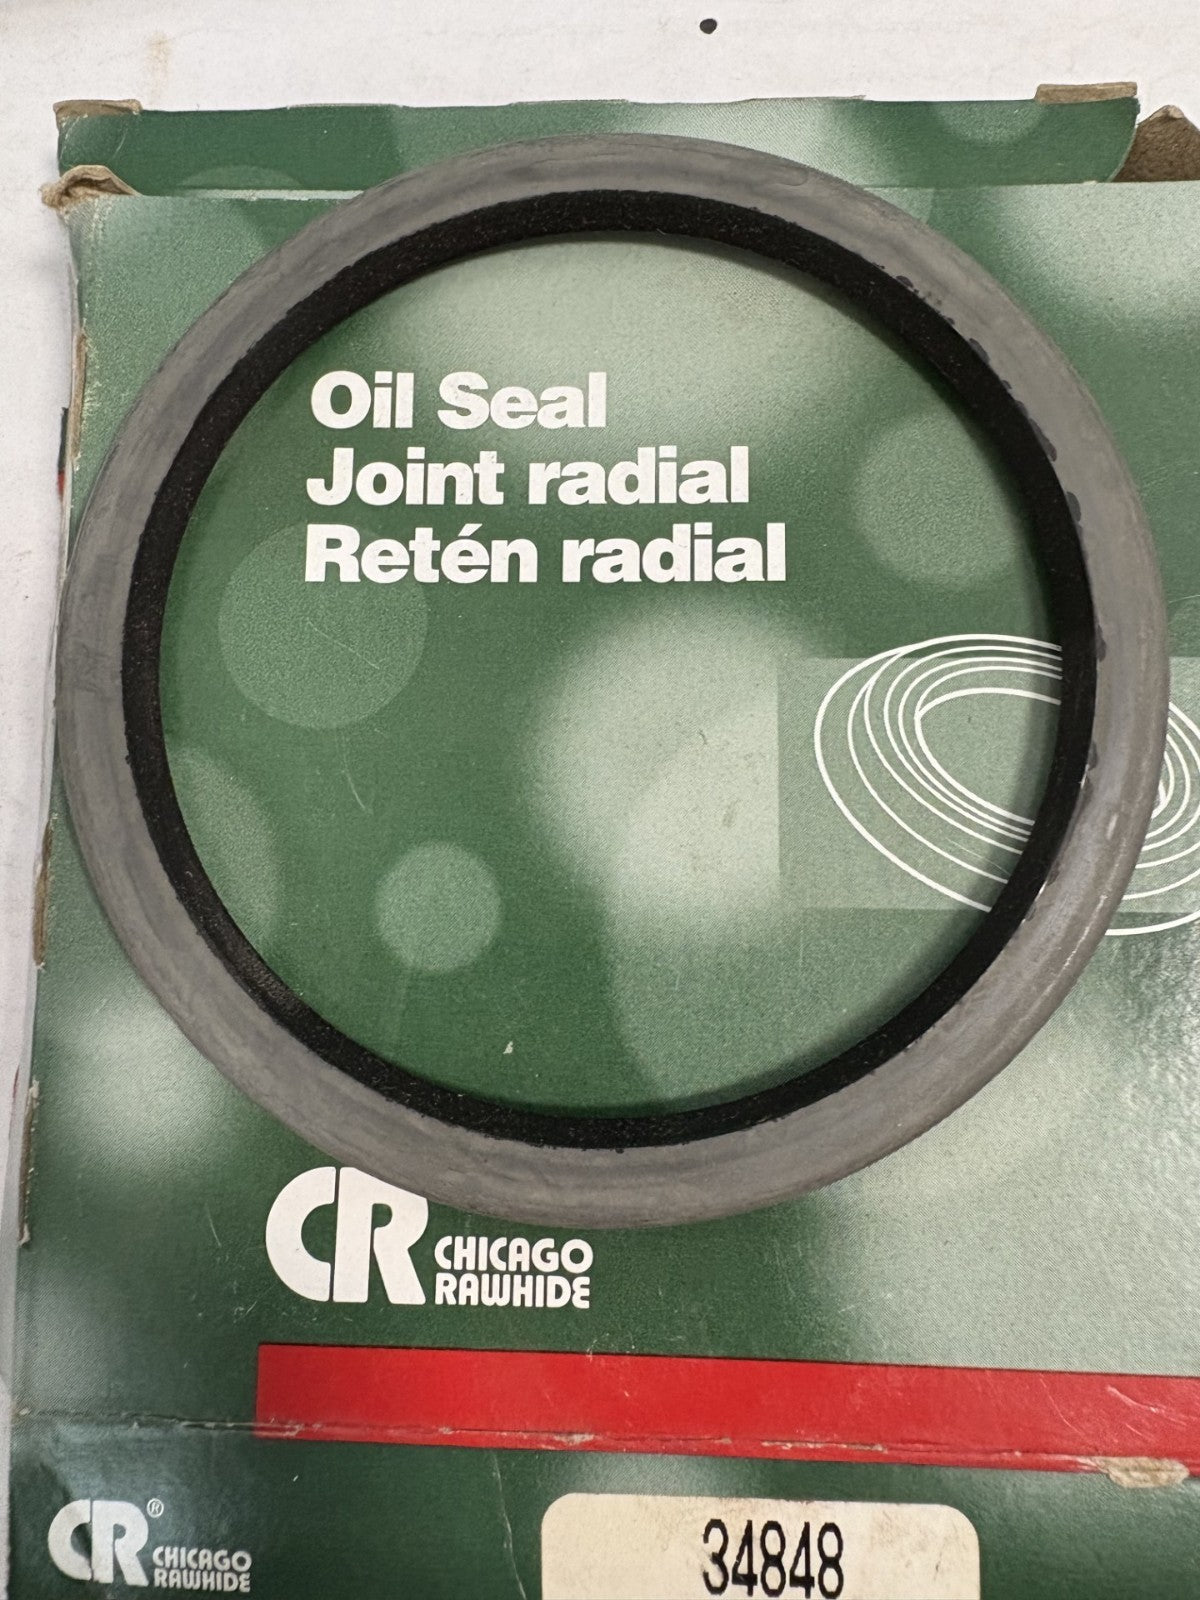 Oil Seal
Joint radial
Retén radial
CR
CHICAGO
RAWHIDE
CR®
CHICAGO
RAWHIDE
34848